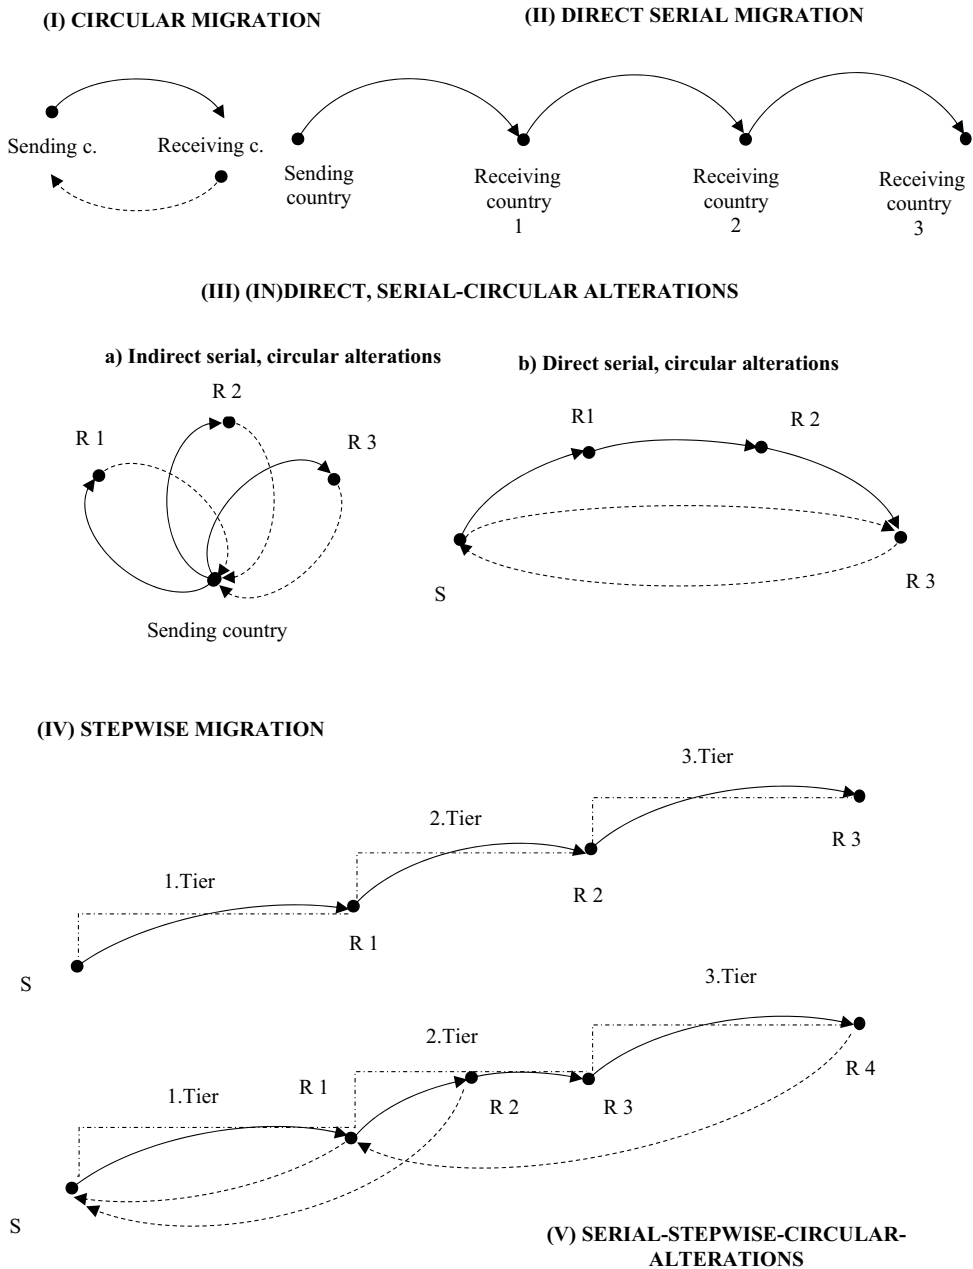 (I) CIRCULAR MIGRATION
(II) DIRECT SERIAL MIGRATION
Sending c.
Receiving c.
Sending
country
Receiving
country
1
Receiving
country
2
Receiving
country
3
(III) (IN)DIRECT, SERIAL-CIRCULAR ALTERATIONS
a) Indirect serial, circular alterations
R 1
R 2
R 3
Sending country
b) Direct serial, circular alterations
R1
R 2
S
R 3
(IV) STEPWISE MIGRATION
3.Tier
2.Tier
R 3
1.Tier
R 2
R 1
S
3.Tier
2.Tier
R 4
R 1
1.Tier
R 2
R 3
S
(V) SERIAL-STEPWISE-CIRCULAR-
ALTERATIONS